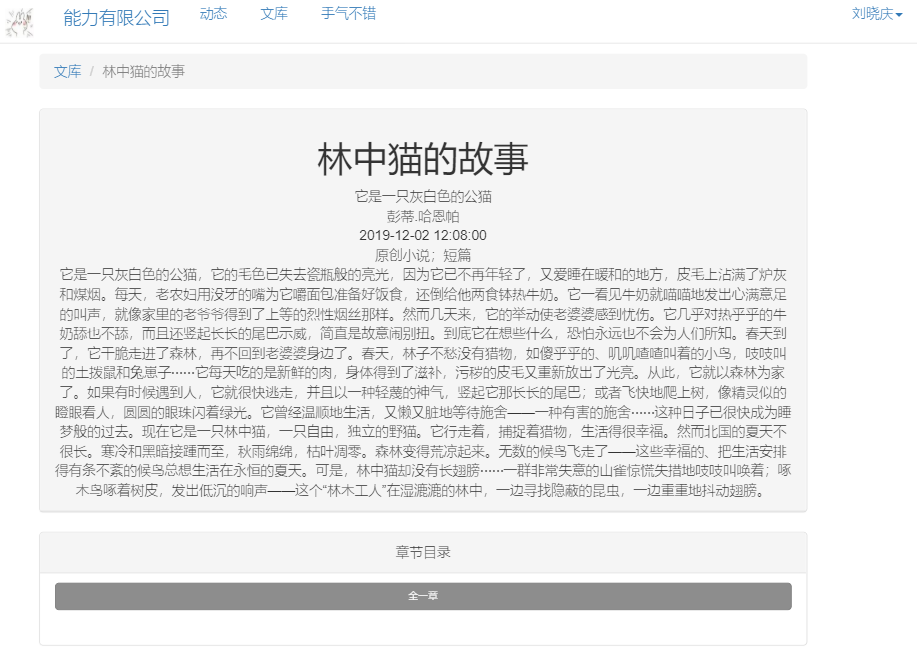 能力有限公司 动态 文库 手气不错 刘晓庆
文库 / 林中猫的故事
林中猫的故事
它是一只灰白色的公猫
彭蒂.哈恩帕
2019-12-02 12:08:00
原创小说；短篇
它是一只灰白色的公猫，它的毛色已失去瓷瓶般的亮光，因为它已不再年轻了，又爱睡在暖和的地方，皮毛上沾满了炉灰
和煤烟。每天，老农妇用没牙的嘴为它嚼面包准备好饭食，还倒给他两食钵热牛奶。它一看见牛奶就喵喵地发出心满意足
的叫声，就像家里的老爷爷得到了上等的烈性烟丝那样。然而几天来，它的举动使老婆婆感到忧伤。它几乎对热乎乎的牛
奶舔也不舔，而且还竖起长长的尾巴示威，简直是故意闹别扭。到底它在想些什么，恐怕永远也不会为人们所知。春天到
了，它干脆走进了森林，再不回到老婆婆身边了。春天，林子不愁没有猎物，如傻乎乎的、叽叽喳喳叫着的小鸟，吱吱叫
的土拨鼠和兔崽子……它每天吃的是新鲜的肉，身体得到了滋补，污秽的皮毛又重新放出了光亮。从此，它就以森林为家
了。如果有时候遇到人，它就很快逃走，并且以一种轻蔑的神气，竖起它那长长的尾巴；或者飞快地爬上树，像精灵似的
瞪眼看人，圆圆的眼珠闪着绿光。它曾经温顺地生活，又懒又脏地等待施舍——一种有害的施舍……这种日子已很快成为睡
梦般的过去。现在它是一只林中猫，一只自由，独立的野猫。它行走着，捕捉着猎物，生活得很幸福。然而北国的夏天不
很长。寒冷和黑暗接踵而至，秋雨绵绵，枯叶凋零。森林变得荒凉起来。无数的候鸟飞走了——这些幸福的、把生活安排
得有条不紊的候鸟总想生活在永恒的夏天。可是，林中猫却没有长翅膀……一群非常失意的山雀惊慌失措地吱吱叫唤着；啄
木鸟啄着树皮，发出低沉的响声——这个“林木工人”在湿漉漉的林中，一边寻找隐蔽的昆虫，一边重重地抖动翅膀。
章节目录
全一章